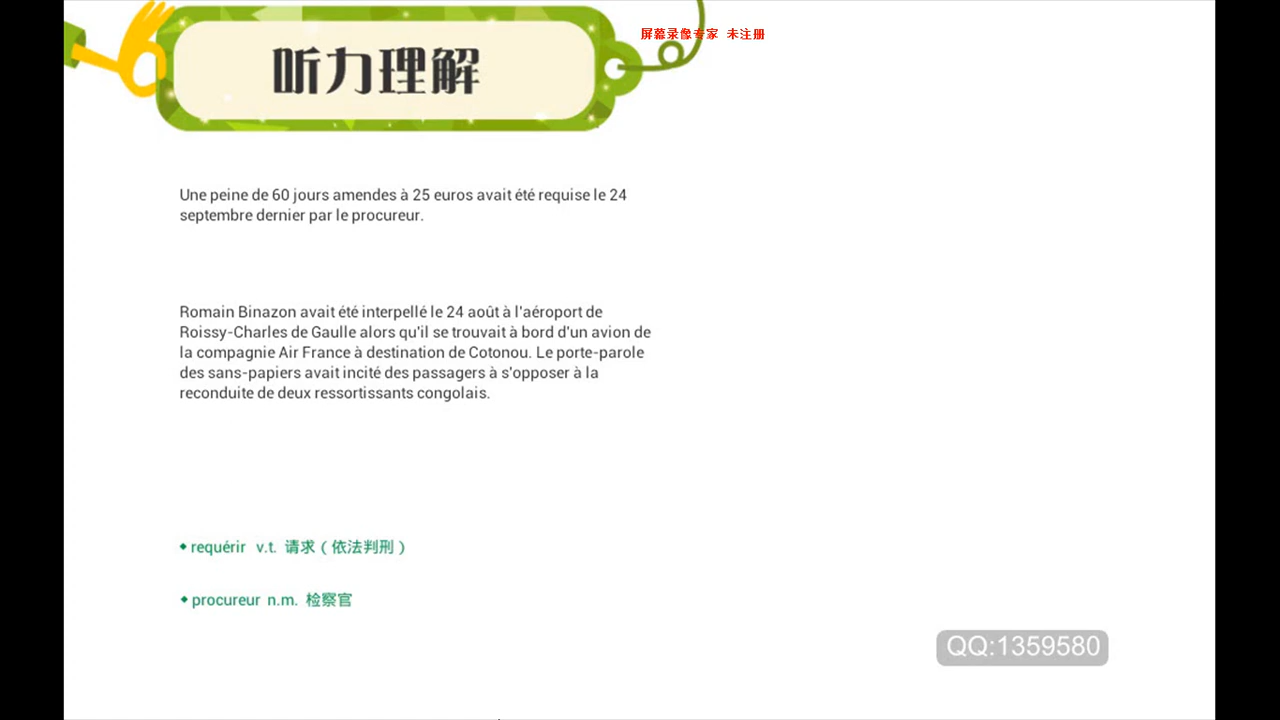 屏幕录像专家 未注册
听力理解
Une peine de 60 jours amendes à 25 euros avait été requise le 24
septembre dernier par le procureur.
Romain Binazon avait été interpellé le 24 août à l'aéroport de
Roissy-Charles de Gaulle alors qu'il se trouvait à bord d'un avion de
la compagnie Air France à destination de Cotonou. Le porte-parole
des sans-papiers avait incité des passagers à s'opposer à la
reconduite de deux ressortissants congolais.
◆ requérir v.t. 请求（依法判刑）
◆ procureur n.m. 检察官
QQ:1359580